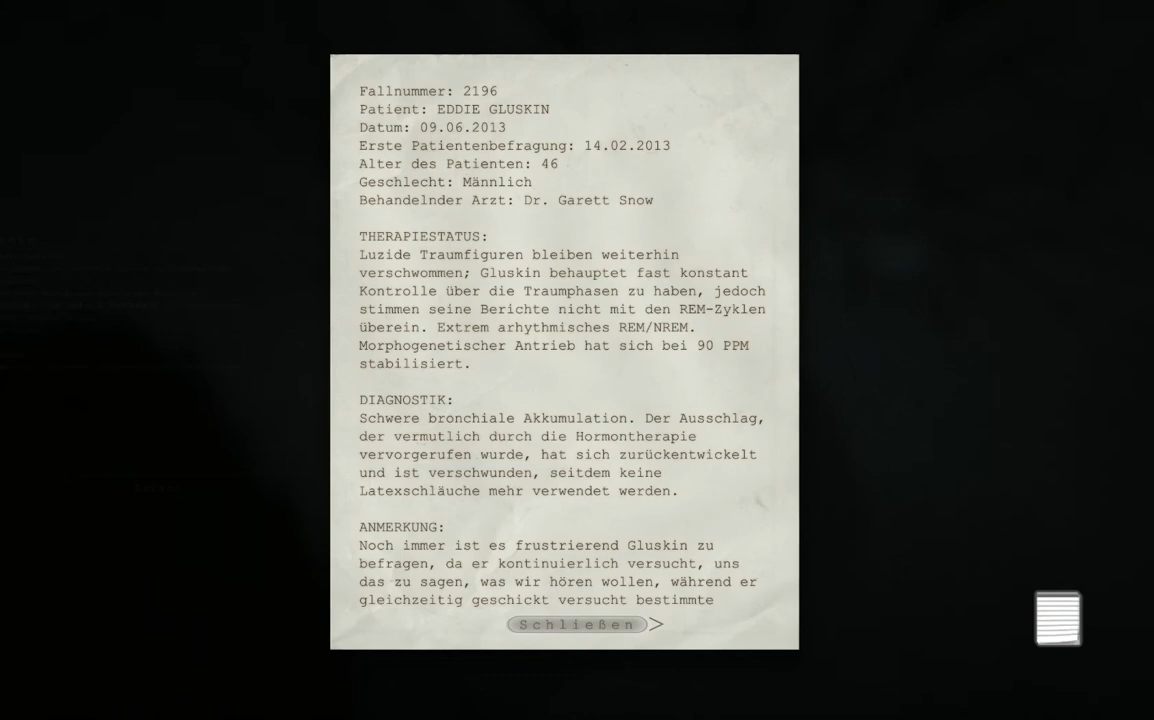 Fallnummer: 2196
Patient: EDDIE GLUSKIN
Datum: 09.06.2013
Erste Patientenbefragung: 14.02.2013
Alter des Patienten: 46
Geschlecht: Männlich
Behandelnder Arzt: Dr. Garett Snow
THERAPIESTATUS:
Luzide Traumfiguren bleiben weiterhin
verschwommen; Gluskin behauptet fast konstant
Kontrolle über die Traumphasen zu haben, jedoch
stimmen seine Berichte nicht mit den REM-Zyklen
überein. Extrem arhythmisches REM/NREM.
Morphogenetischer Antrieb hat sich bei 90 PPM
stabilisiert.
DIAGNOSTIK:
Schwere bronchiale Akkumulation. Der Ausschlag,
der vermutlich durch die Hormontherapie
vervorgerufen wurde, hat sich zurückentwickelt
und ist verschwunden, seitdem keine
Latexschläuche mehr verwendet werden.
ANMERKUNG:
Noch immer ist es frustrierend Gluskin zu
befragen, da er kontinuierlich versucht, uns
das zu sagen, was wir hören wollen, während er
gleichzeitig geschickt versucht bestimmte
Schließen >